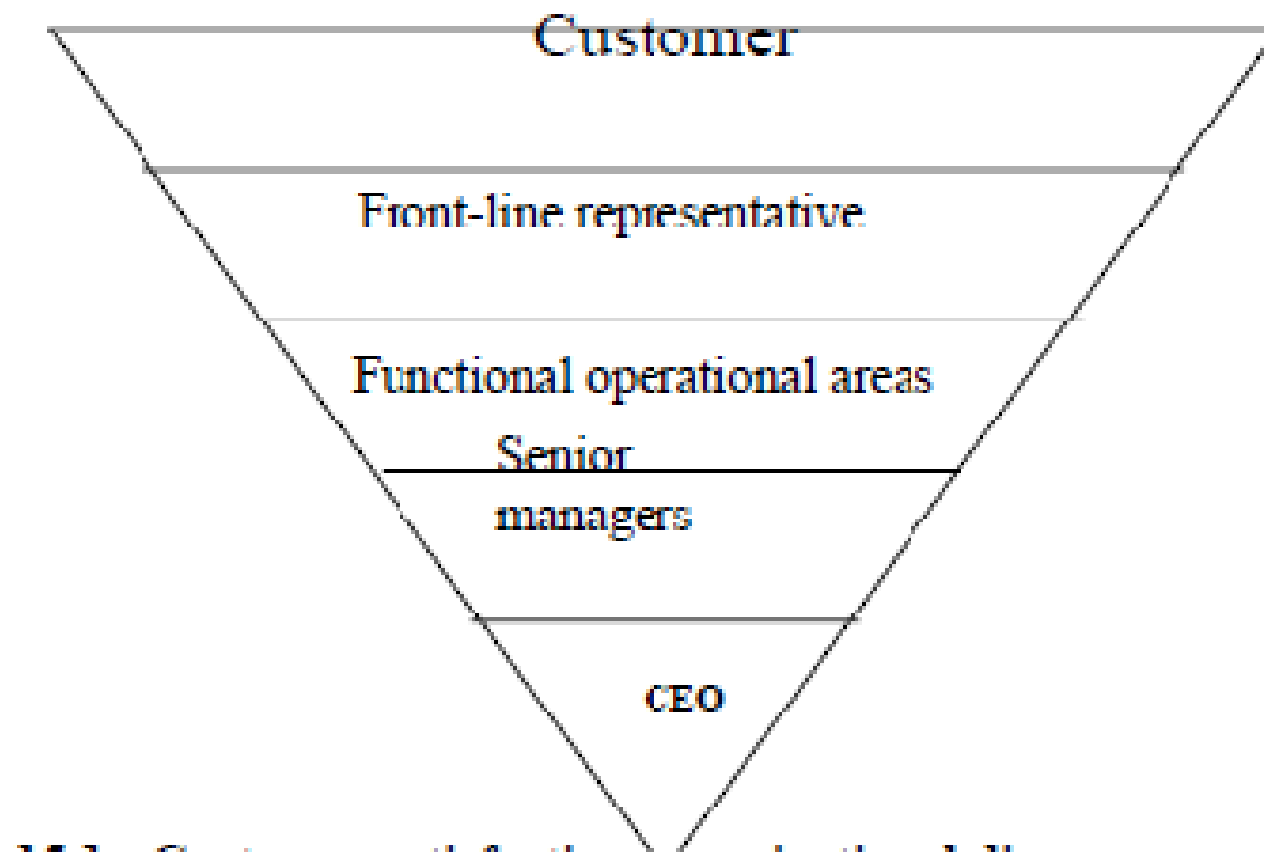 Customer
Front-line representative
Functional operational areas
Senior
managers
CEO